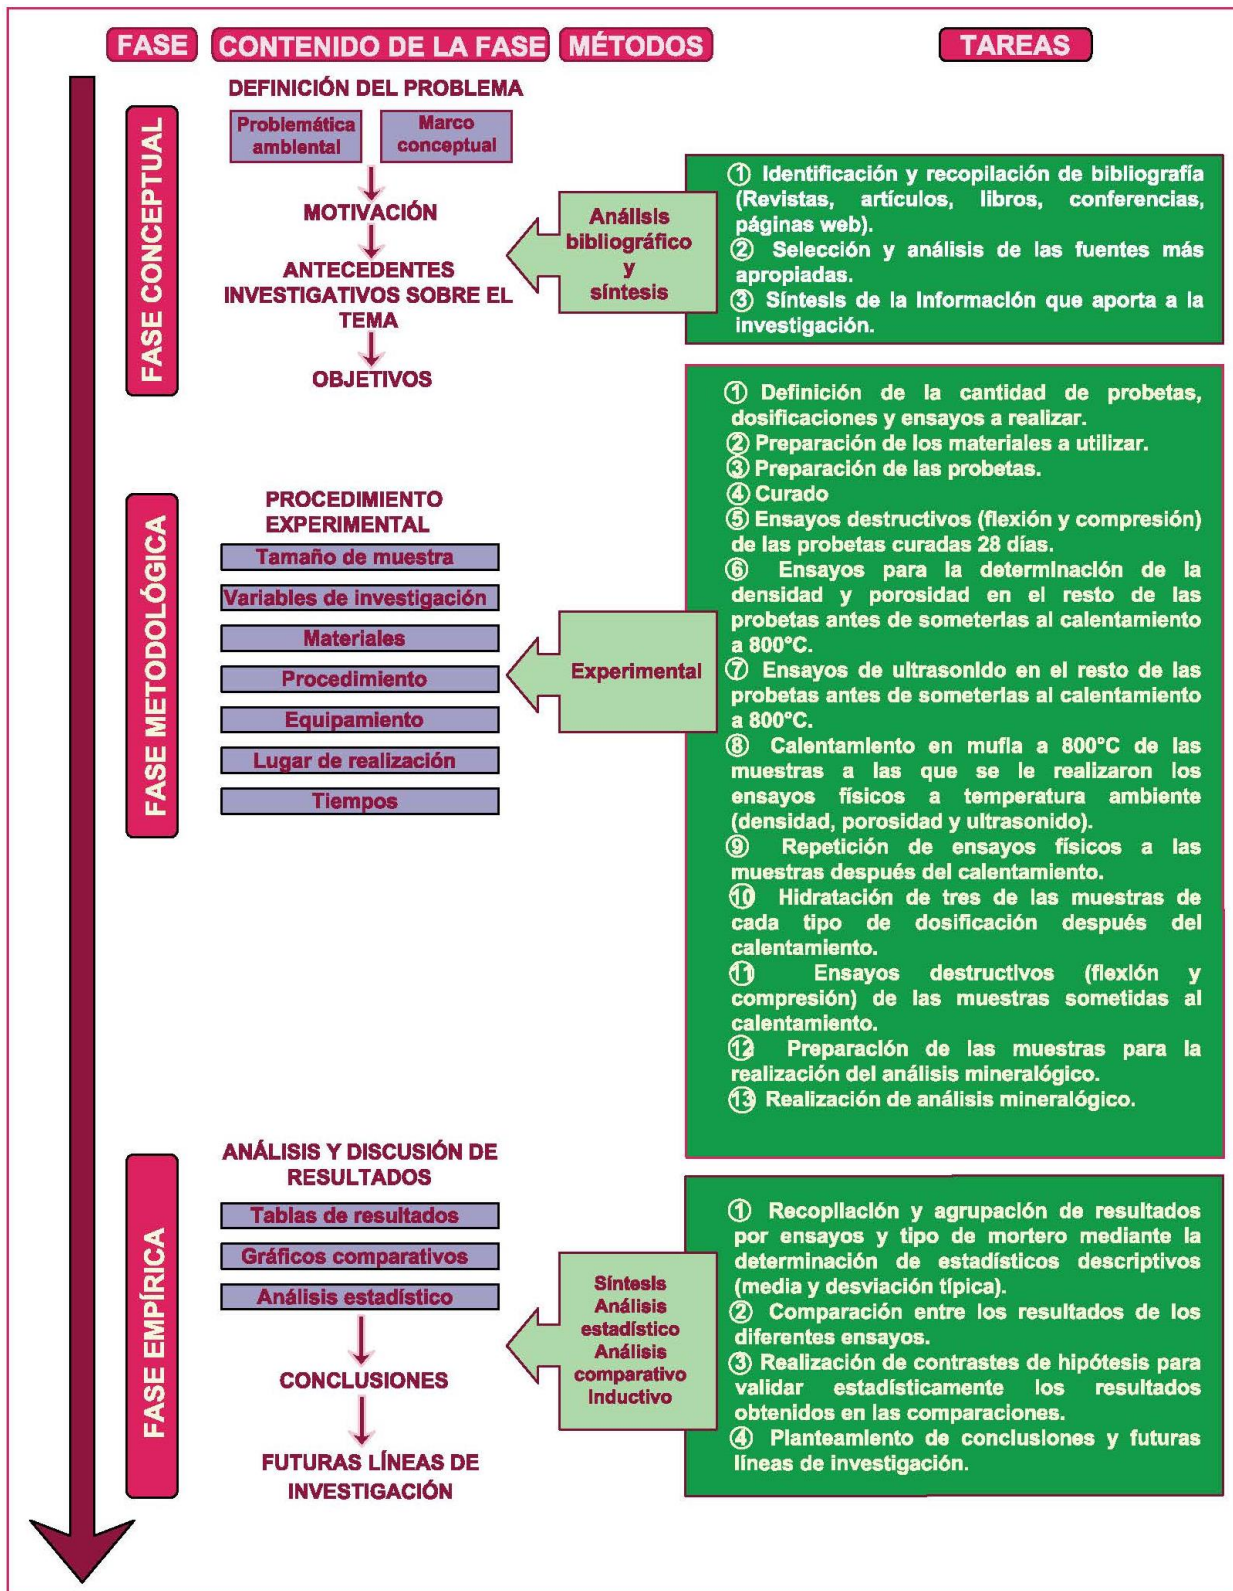 FASE
CONTENIDO DE LA FASE
MÉTODOS
TAREAS
FASE CONCEPTUAL
DEFINICIÓN DEL PROBLEMA
Problemática
ambiental
Marco
conceptual
MOTIVACIÓN
ANTECEDENTES
INVESTIGATIVOS SOBRE EL
TEMA
OBJETIVOS
Análisis
bibliográfico
y
síntesis
① Identificación y recopilación de bibliografía
(Revistas, artículos, libros, conferencias,
páginas web).
② Selección y análisis de las fuentes más
apropiadas.
③ Síntesis de la información que aporta a la
investigación.
FASE METODOLÓGICA
PROCEDIMIENTO
EXPERIMENTAL
Tamaño de muestra
Variables de investigación
Materiales
Procedimiento
Equipamiento
Lugar de realización
Tiempos
Experimental
① Definición de la cantidad de probetas,
dosificaciones y ensayos a realizar.
② Preparación de los materiales a utilizar.
③ Preparación de las probetas.
④ Curado
⑤ Ensayos destructivos (flexión y compresión)
de las probetas curadas 28 días.
⑥ Ensayos para la determinación de la
densidad y porosidad en el resto de las
probetas antes de someterlas al calentamiento
a 800°C.
⑦ Ensayos de ultrasonido en el resto de las
probetas antes de someterlas al calentamiento
a 800°C.
⑧ Calentamiento en mufla a 800°C de las
muestras a las que se le realizaron los
ensayos físicos a temperatura ambiente
(densidad, porosidad y ultrasonido).
⑨ Repetición de ensayos físicos a las
muestras después del calentamiento.
⑩ Hidratación de tres de las muestras de
cada tipo de dosificación después del
calentamiento.
⑪ Ensayos destructivos (flexión y
compresión) de las muestras sometidas al
calentamiento.
⑫ Preparación de las muestras para la
realización del análisis mineralógico.
⑬ Realización de análisis mineralógico.
FASE EMPÍRICA
ANÁLISIS Y DISCUSIÓN DE
RESULTADOS
Tablas de resultados
Gráficos comparativos
Análisis estadístico
CONCLUSIONES
FUTURAS LÍNEAS DE
INVESTIGACIÓN
Síntesis
Análisis
estadístico
Análisis
comparativo
Inductivo
① Recopilación y agrupación de resultados
por ensayos y tipo de mortero mediante la
determinación de estadísticos descriptivos
(media y desviación típica).
② Comparación entre los resultados de los
diferentes ensayos.
③ Realización de contrastes de hipótesis para
validar estadísticamente los resultados
obtenidos en las comparaciones.
④ Planteamiento de conclusiones y futuras
líneas de investigación.